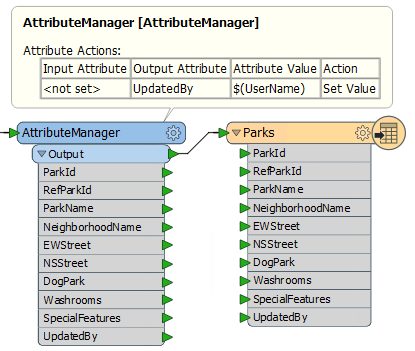 AttributeManager [AttributeManager]
Attribute Actions:
Input Attribute Output Attribute Attribute Value Action
<not set> UpdatedBy $(UserName) Set Value
AttributeManager
Output
ParkId
RefParkId
ParkName
NeighborhoodName
EWStreet
NSStreet
DogPark
Washrooms
SpecialFeatures
UpdatedBy
Parks
ParkId
RefParkId
ParkName
NeighborhoodName
EWStreet
NSStreet
DogPark
Washrooms
SpecialFeatures
UpdatedBy